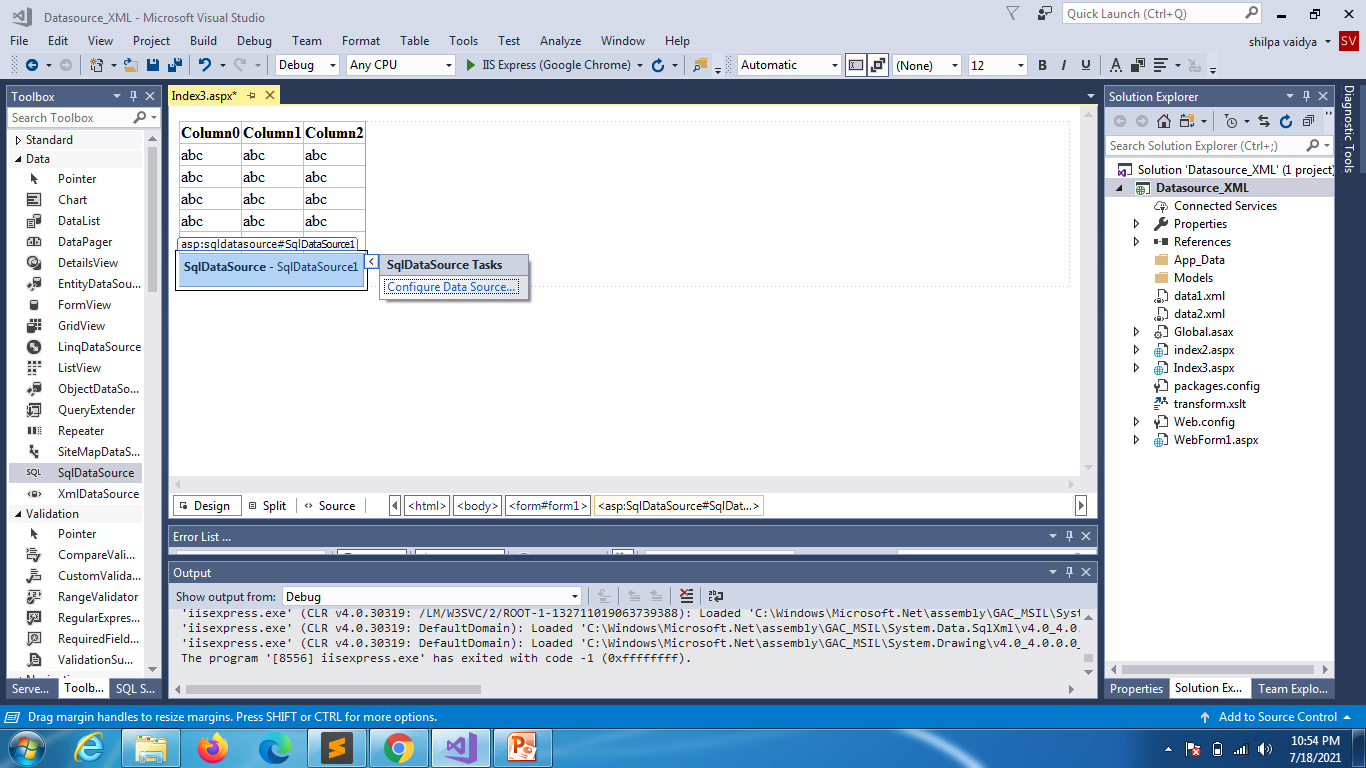 Datasource_XML - Microsoft Visual Studio
Quick Launch (Ctrl+Q)
File Edit View Project Build Debug Team Format Table Tools Test Analyze Window Help
shilpa vaidya SV
Debug Any CPU IIS Express (Google Chrome) Automatic (None) 12 B I U A
Toolbox
Search Toolbox
Standard
Data
Pointer
Chart
DataList
DataPager
DetailsView
EntityDataSou...
FormView
GridView
LinqDataSource
ListView
ObjectDataSo...
QueryExtender
Repeater
SiteMapDataS...
SQL SqlDataSource
XmlDataSource
Validation
Pointer
CompareVali...
CustomValida...
RangeValidator
RegularExpres...
RequiredField...
ValidationSu...
Serve... Toolb... SQL S...
Index3.aspx*
Column0 Column1 Column2
abc abc abc
abc abc abc
abc abc abc
abc abc abc
asp:sqldatasource#SqlDataSource1
SqlDataSource - SqlDataSource1
SqlDataSource Tasks
Configure Data Source...
Design Split Source <html> <body> <form#form1> <asp:SqlDataSource#SqlDat...>
Error List ...
Output
Show output from: Debug
'iisexpress.exe' (CLR v4.0.30319: /LM/W3SVC/2/ROOT-1-132711019063739388): Loaded 'C:\Windows\Microsoft.Net\assembly\GAC_MSIL\Syst
'iisexpress.exe' (CLR v4.0.30319: DefaultDomain): Loaded 'C:\Windows\Microsoft.Net\assembly\GAC_MSIL\System.Data.SqlXml\v4.0_4.0.
'iisexpress.exe' (CLR v4.0.30319: DefaultDomain): Loaded 'C:\Windows\Microsoft.Net\assembly\GAC_MSIL\System.Drawing\v4.0_4.0.0.0_
The program '[8556] iisexpress.exe' has exited with code -1 (0xffffffff).
Solution Explorer
Search Solution Explorer (Ctrl+;)
Solution 'Datasource_XML' (1 project)
Datasource_XML
Connected Services
Properties
References
App_Data
Models
data1.xml
data2.xml
Global.asax
index2.aspx
Index3.aspx
packages.config
transform.xslt
Web.config
WebForm1.aspx
Properties Solution Ex... Team Explo...
Diagnostic Tools
Drag margin handles to resize margins. Press SHIFT or CTRL for more options.
Add to Source Control
10:54 PM
7/18/2021